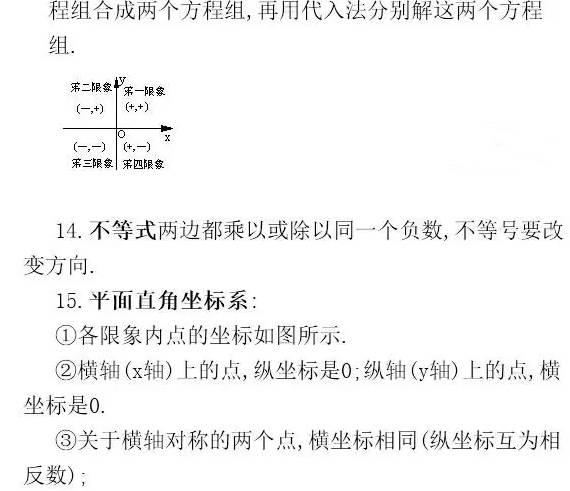 程组合成两个方程组,再用代入法分别解这两个方程
组.
第二限象 y 第一限象
(—,+) (+,+)
O x
(—,—) (+,—)
第三限象 第四限象
14.不等式两边都乘以或除以同一个负数,不等号要改
变方向.
15.平面直角坐标系:
①各限象内点的坐标如图所示.
②横轴(x轴)上的点,纵坐标是0;纵轴(y轴)上的点,横
坐标是0.
③关于横轴对称的两个点,横坐标相同(纵坐标互为相
反数);